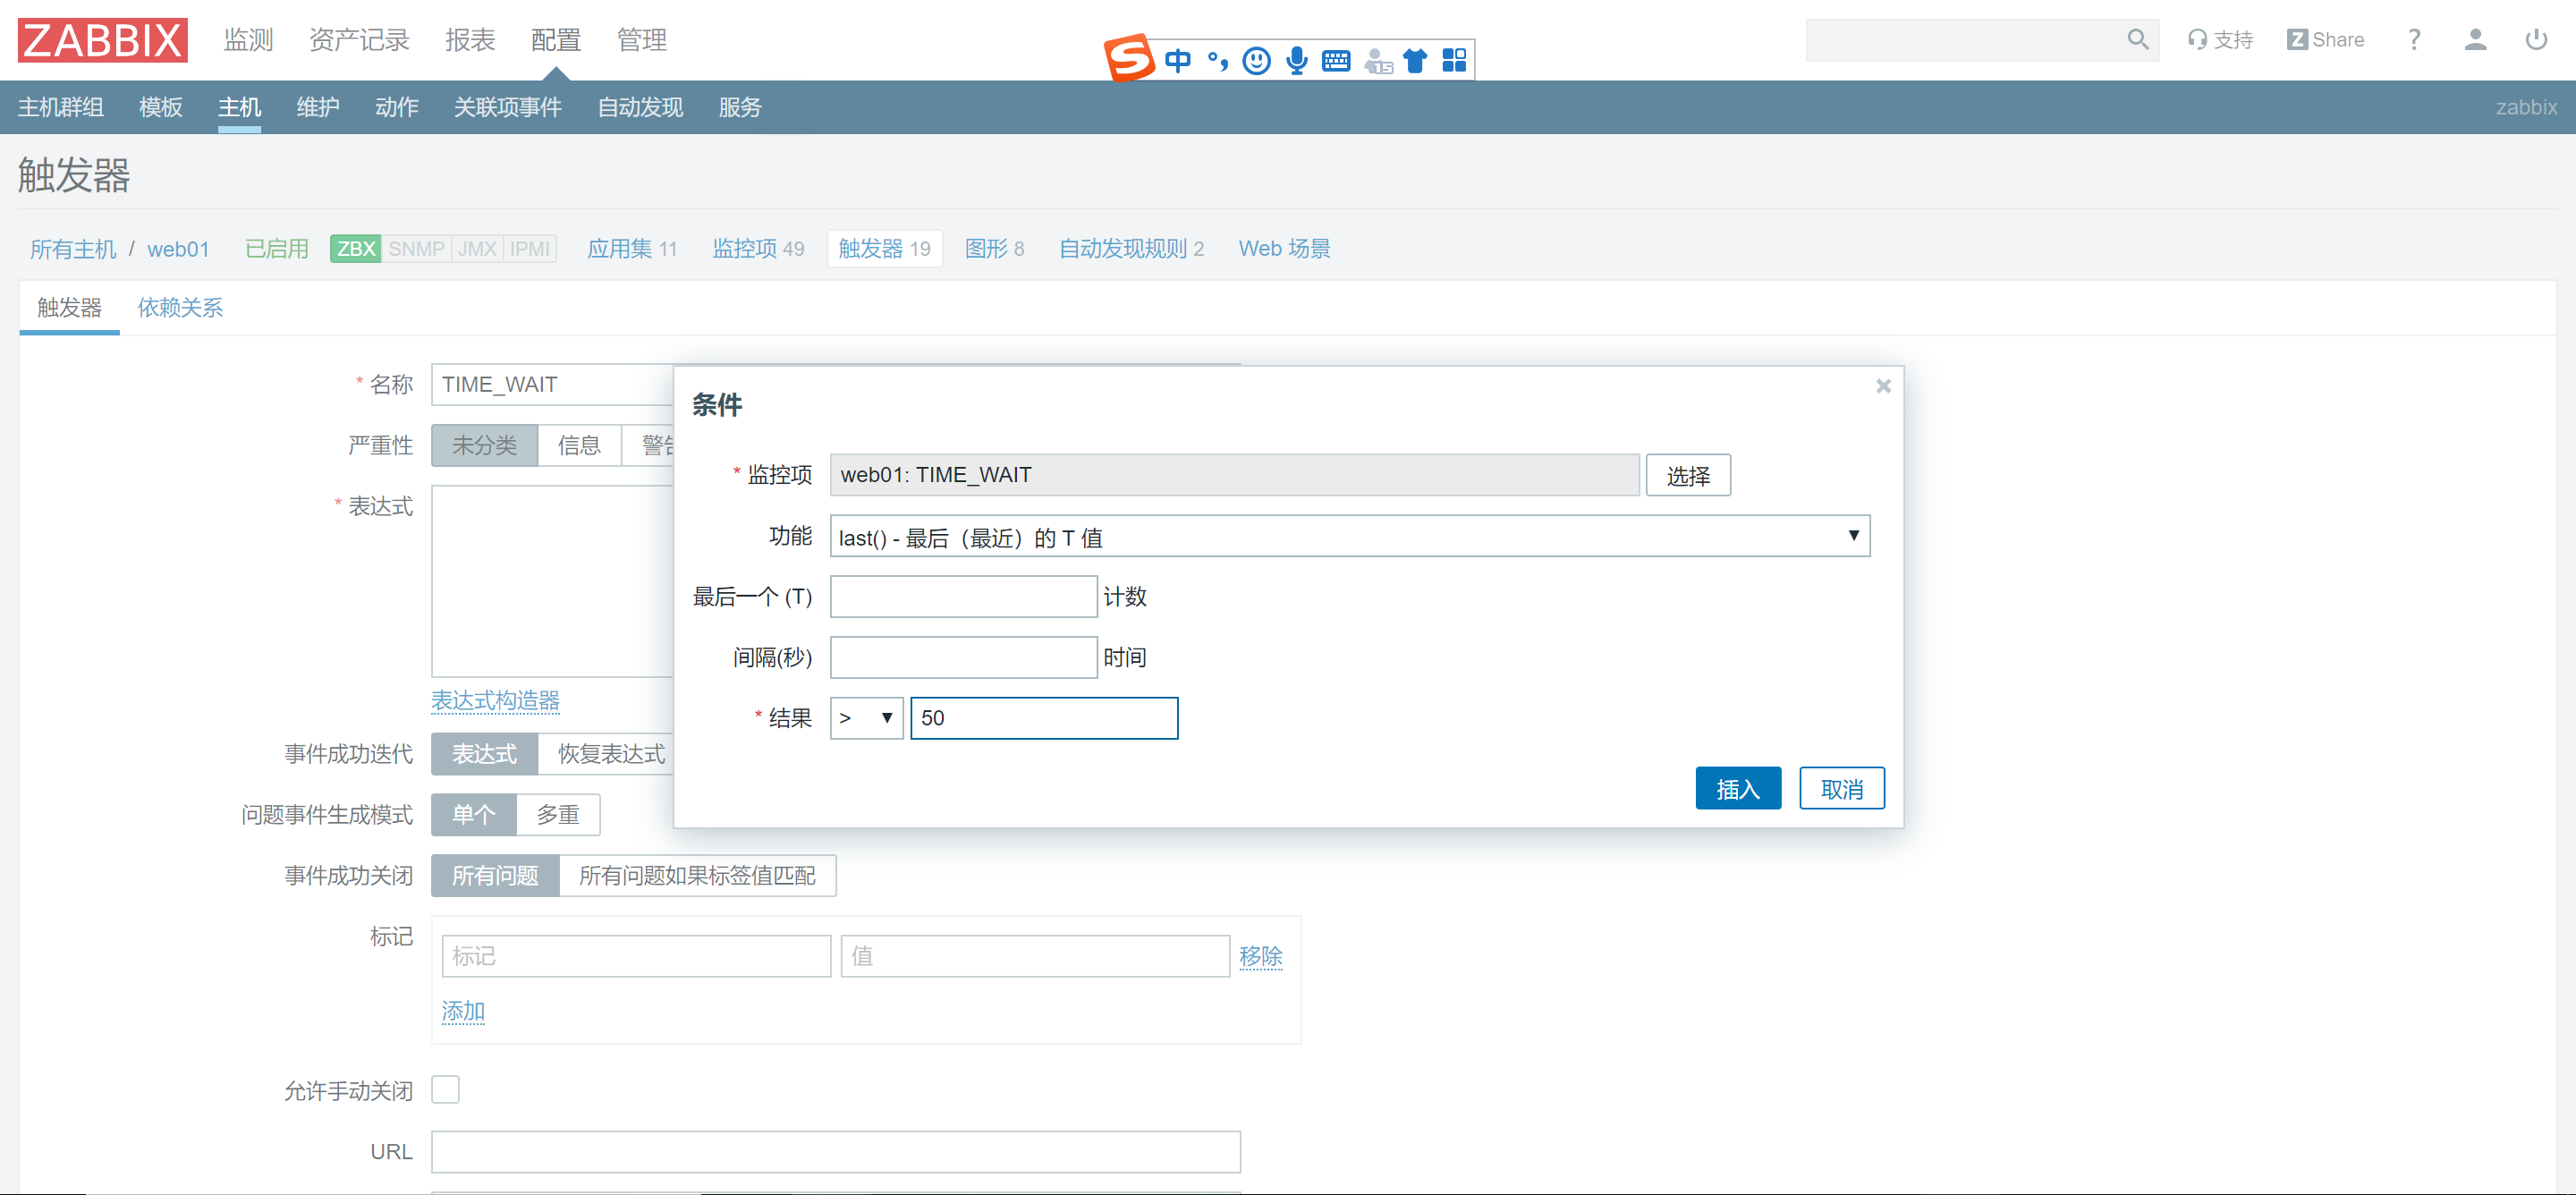 ZABBIX 监测 资产记录 报表 配置 管理 中 15 支持 Z Share ?
主机群组 模板 主机 维护 动作 关联项事件 自动发现 服务 zabbix
触发器
所有主机 / web01 已启用 ZBX SNMP JMX IPMI 应用集 11 监控项 49 触发器 19 图形 8 自动发现规则 2 Web 场景
触发器 依赖关系
* 名称 TIME_WAIT
条件
严重性 未分类 信息 警告
* 监控项 web01: TIME_WAIT 选择
* 表达式
功能 last() - 最后（最近）的 T 值
最后一个 (T) 计数
间隔(秒) 时间
表达式构造器
* 结果 > 50
事件成功迭代 表达式 恢复表达式
插入 取消
问题事件生成模式 单个 多重
事件成功关闭 所有问题 所有问题如果标签值匹配
标记
标记 值 移除
添加
允许手动关闭
URL